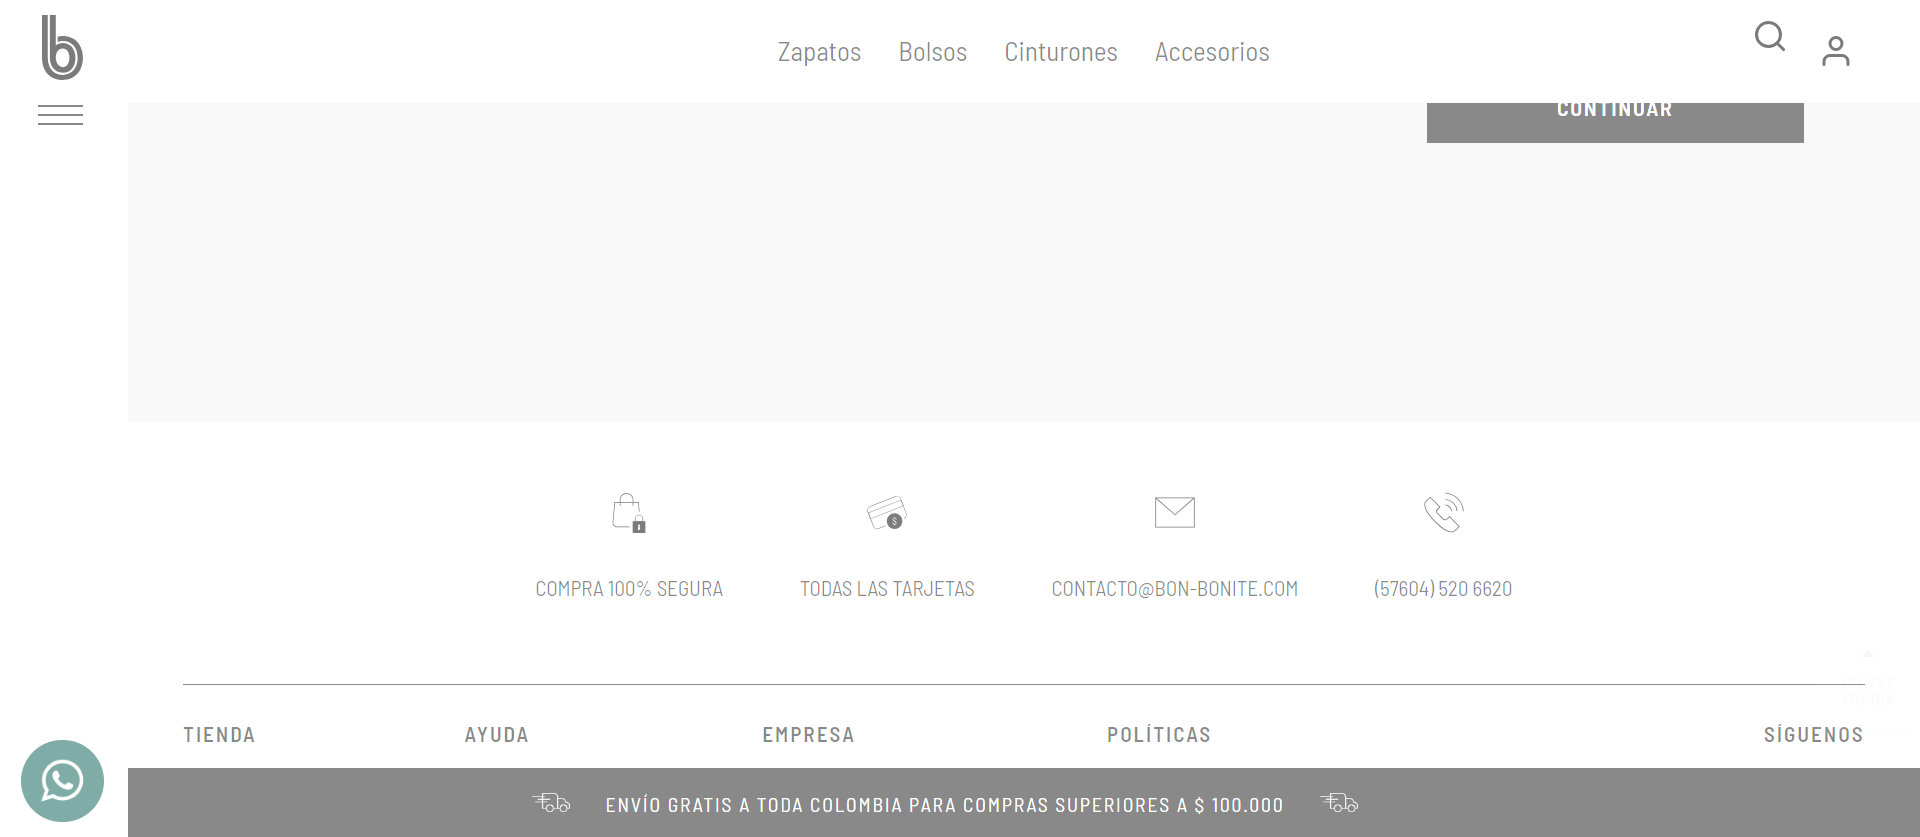 b
Zapatos Bolsos Cinturones Accesorios
CONTINUAR
$
COMPRA 100% SEGURA TODAS LAS TARJETAS CONTACTO@BON-BONITE.COM (57604) 520 6620
TIENDA AYUDA EMPRESA POLÍTICAS SÍGUENOS
ENVÍO GRATIS A TODA COLOMBIA PARA COMPRAS SUPERIORES A $ 100.000